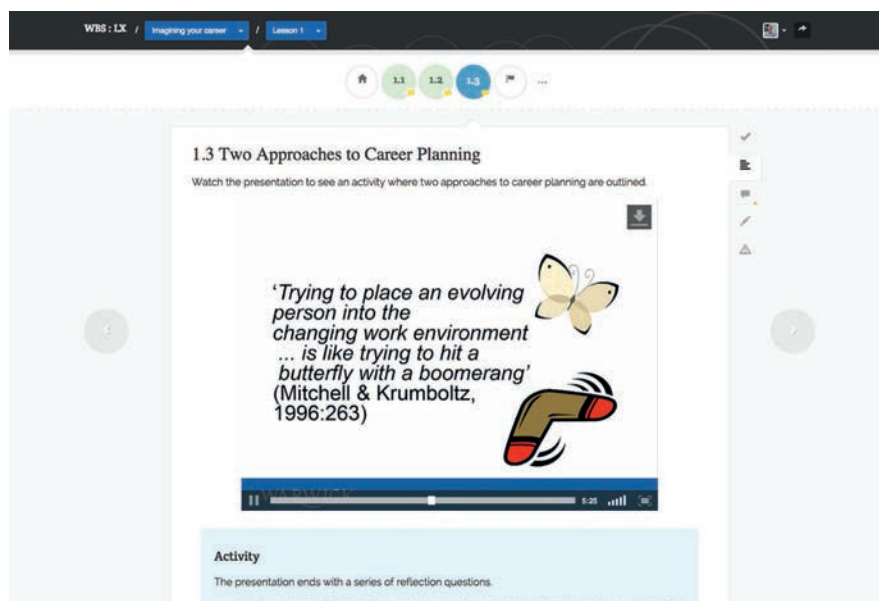 WBS : LX / Imagining your career / Lesson 1
1.1 1.2 1.3 ...
1.3 Two Approaches to Career Planning
Watch the presentation to see an activity where two approaches to career planning are outlined.
‘Trying to place an evolving
person into the
changing work environment
... is like trying to hit a
butterfly with a boomerang’
(Mitchell & Krumboltz,
1996:263)
WARWICK
5:25
Activity
The presentation ends with a series of reflection questions.